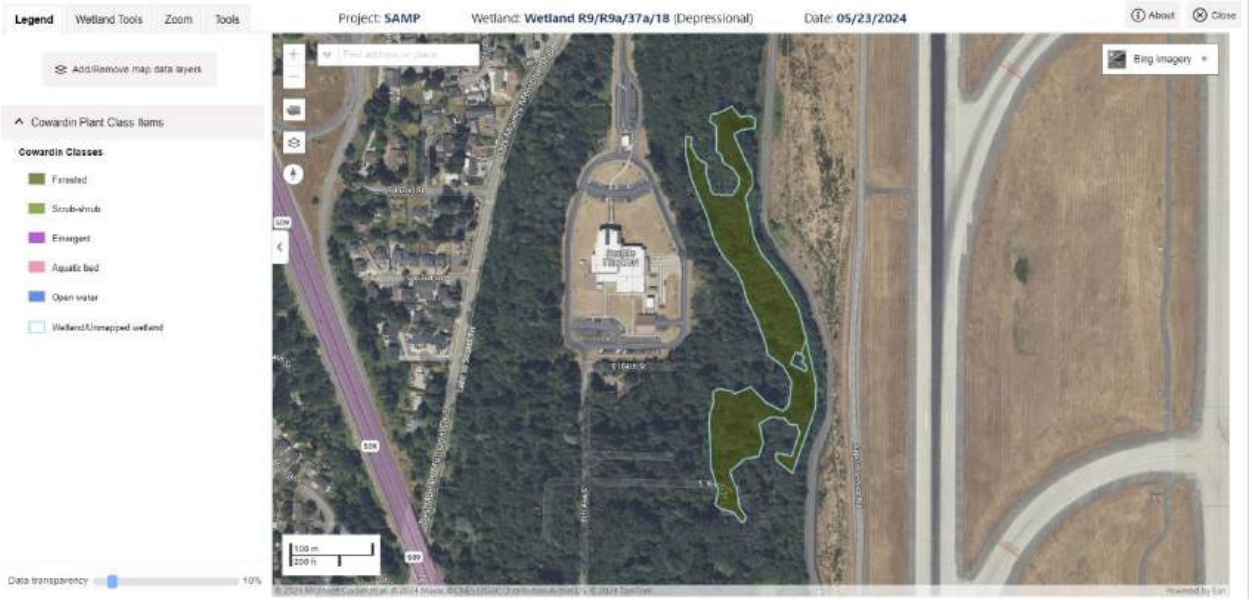 Legend Wetland Tools Zoom Tools
Project: SAMP Wetland: Wetland R9/R9a/37a/18 (Depressional) Date: 05/23/2024
About Close
Add/Remove map data layers
Cowardin Plant Class Items
Cowardin Classes
Forested
Scrub-shrub
Emergent
Aquatic bed
Open water
Wetland/Unmapped wetland
Data transparency 10%
Find address or place
Bing Imagery
S 164th St
509
509
509
100 m
200 ft
Powered by Esri